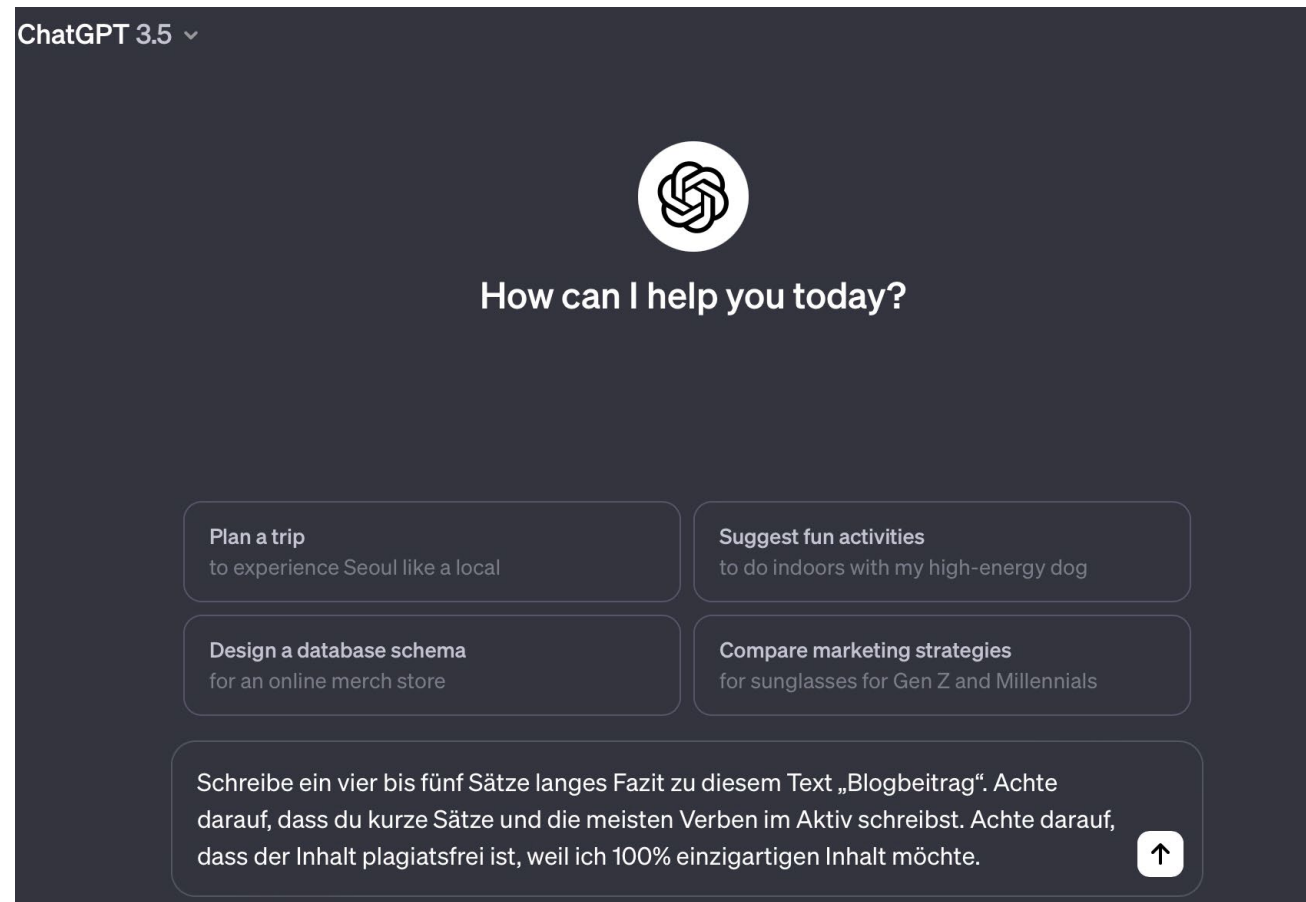 ChatGPT 3.5
How can I help you today?
Plan a trip
to experience Seoul like a local
Suggest fun activities
to do indoors with my high-energy dog
Design a database schema
for an online merch store
Compare marketing strategies
for sunglasses for Gen Z and Millennials
Schreibe ein vier bis fünf Sätze langes Fazit zu diesem Text „Blogbeitrag“. Achte
darauf, dass du kurze Sätze und die meisten Verben im Aktiv schreibst. Achte darauf,
dass der Inhalt plagiatsfrei ist, weil ich 100% einzigartigen Inhalt möchte.